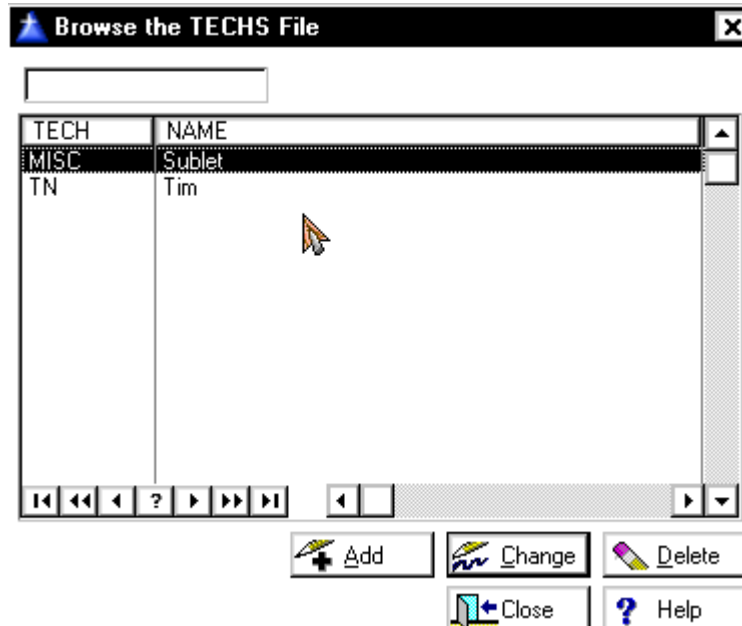 Browse the TECHS File
TECH NAME
MISC Sublet
TN Tim
?
Add Change Delete
Close ? Help